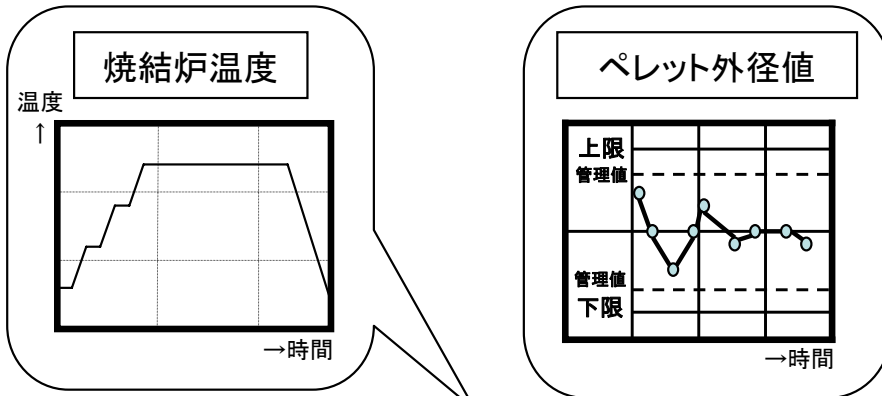 焼結炉温度
温度
↑
→時間
ペレット外径値
上限
管理値
管理値
下限
→時間